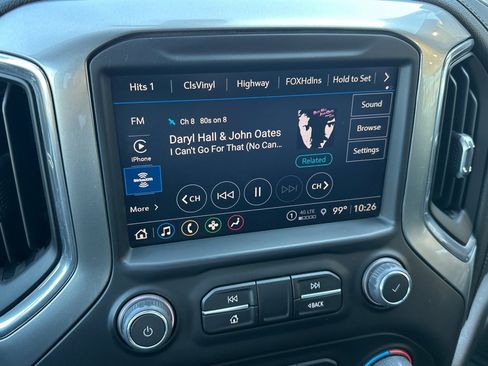 Hits 1 ClsVinyl Highway FOXHdlns Hold to Set
FM Ch 8 80s on 8 Sound
Daryl Hall & John Oates
I Can't Go For That (No Can... Browse
iPhone
Related Settings
SiriusXM
<CH CH>
More >
1 4G LTE 99° 10:26
BACK